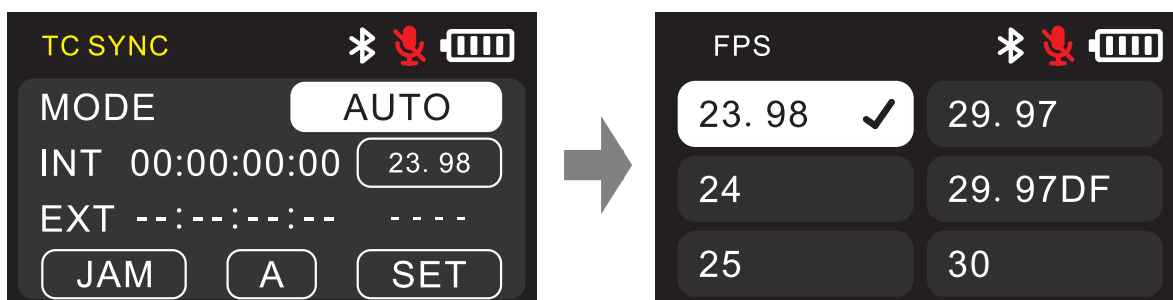 TC SYNC
MODE AUTO
INT 00:00:00:00 23. 98
EXT --:--:--:-- ----
JAM A SET
FPS
23. 98 29. 97
24 29. 97DF
25 30